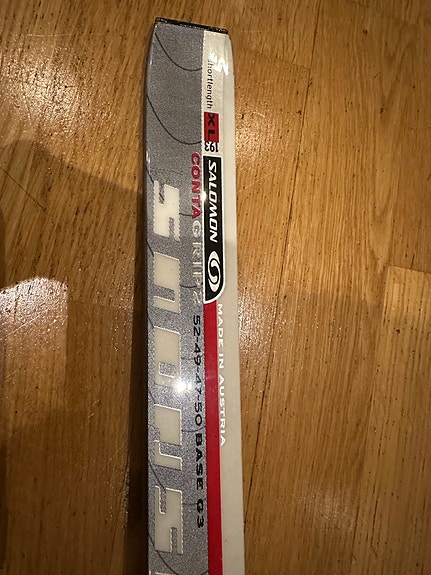 shortlength XL 193
SALOMON
MADE IN AUSTRIA
CONTAGRIP
52-49-47-50 BASE G3